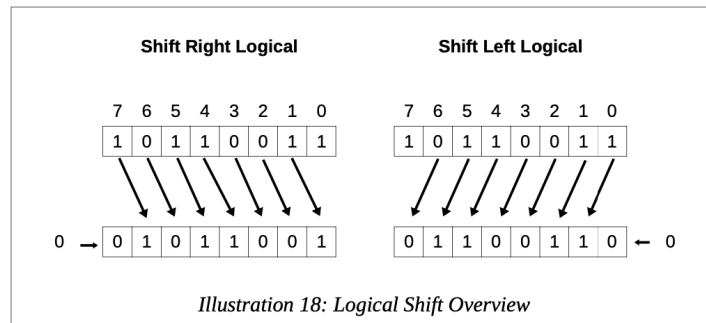 Shift Right Logical Shift Left Logical
7 6 5 4 3 2 1 0 7 6 5 4 3 2 1 0
1 0 1 1 0 0 1 1 1 0 1 1 0 0 1 1
0 0 1 0 1 1 0 0 1 0 1 1 0 0 1 1 0 0
Illustration 18: Logical Shift Overview